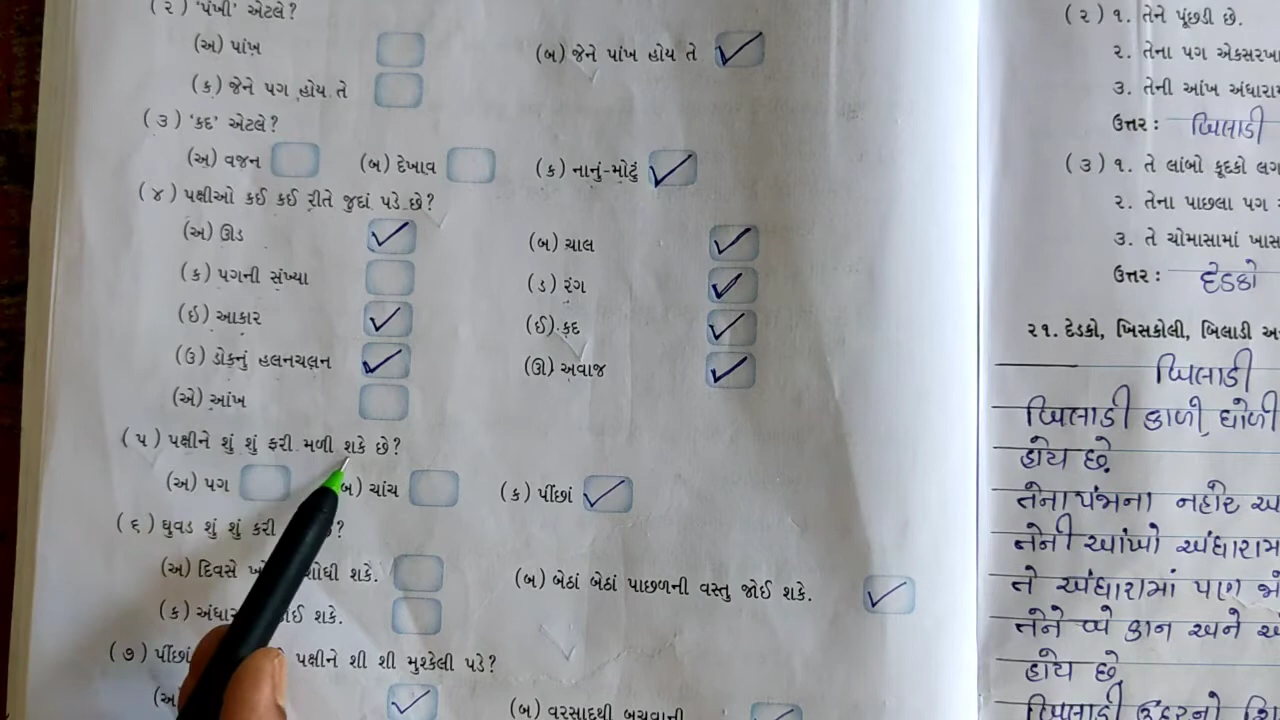 (૨) 'પંખી' એટલે?
(અ) પાંખ
(બ) જેને પાંખ હોય તે
(ક) જેને પગ હોય તે
(૩) 'કદ' એટલે?
(અ) વજન
(બ) દેખાવ
(ક) નાનું-મોટું
(૪) પક્ષીઓ કઈ કઈ રીતે જુદાં પડે છે?
(અ) ઊડ
(બ) ચાલ
(ક) પગની સંખ્યા
(ડ) રંગ
(ઇ) આકાર
(ઈ) કદ
(ઉ) ડોકનું હલનચલન
(ઊ) અવાજ
(એ) આંખ
(૫) પક્ષીને શું શું ફરી મળી શકે છે?
(અ) પગ
બ) ચાંચ
(ક) પીંછાં
(૬) ઘુવડ શું શું કરી છે?
(અ) દિવસે શોધી શકે.
(બ) બેઠાં બેઠાં પાછળની વસ્તુ જોઈ શકે.
(ક) શકે.
(૭) પક્ષીને શી શી મુશ્કેલી પડે?
(બ) વરસાદથી બચવાની
(૨) ૧. તેને પૂંછડી છે.
૨. તેના પગ
૩. તેની આંખ
ઉત્તર : બિલાડી
(૩) ૧. તે લાંબો કૂદકો
૨. તેના પાછલા પગ
૩. તે ચોમાસામાં
ઉત્તર : દેડકો
૨૧. દેડકો, ખિસકોલી, બિલાડી
બિલાડી
બિલાડી કાળી, ધોળી
હોય છે.
તેના પંજાના નહોર
તેની આંખો
તે અંધારામાં પણ
તેને બે કાન અને
હોય છે.
બિલાડી